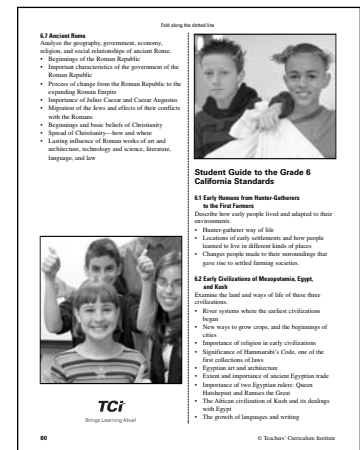 Fold along the dotted line
6.7 Ancient Rome
Analyze the geography, government, economy,
religion, and social relationships of ancient Rome.
• Beginnings of the Roman Republic
• Important characteristics of the government of the
Roman Republic
• Process of change from the Roman Republic to the
expanding Roman Empire
• Importance of Julius Caesar and Caesar Augustus
• Migration of the Jews and effects of their conflicts
with the Romans
• Beginnings and basic beliefs of Christianity
• Spread of Christianity—how and where
• Lasting influence of Roman works of art and
architecture, technology and science, literature,
language, and law
TCi
Brings Learning Alive!
Student Guide to the Grade 6
California Standards
6.1 Early Humans from Hunter-Gatherers
to the First Farmers
Describe how early people lived and adapted to their
environments.
• Hunter-gatherer way of life
• Locations of early settlements and how people
learned to live in different kinds of places
• Changes people made to their surroundings that
gave rise to settled farming societies.
6.2 Early Civilizations of Mesopotamia, Egypt,
and Kush
Examine the land and ways of life of these three
civilizations.
• River systems where the earliest civilizations
began
• New ways to grow crops, and the beginnings of
cities
• Importance of religion in early civilizations
• Significance of Hammurabi's Code, one of the
first collections of laws
• Egyptian art and architecture
• Extent and importance of ancient Egyptian trade
• Importance of two Egyptian rulers: Queen
Hatshepsut and Ramses the Great
• The African civilization of Kush and its dealings
with Egypt
• The growth of languages and writing
80
© Teachers' Curriculum Institute